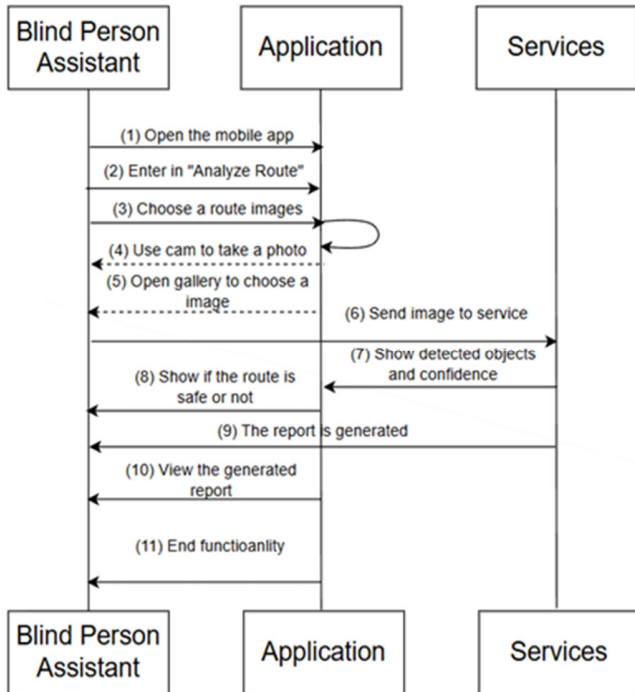 Blind Person
Assistant
Application
Services
(1) Open the mobile app
(2) Enter in "Analyze Route"
(3) Choose a route images
(4) Use cam to take a photo
(5) Open gallery to choose a
image
(6) Send image to service
(7) Show detected objects
and confidence
(8) Show if the route is
safe or not
(9) The report is generated
(10) View the generated
report
(11) End functioanlity
Blind Person
Assistant
Application
Services